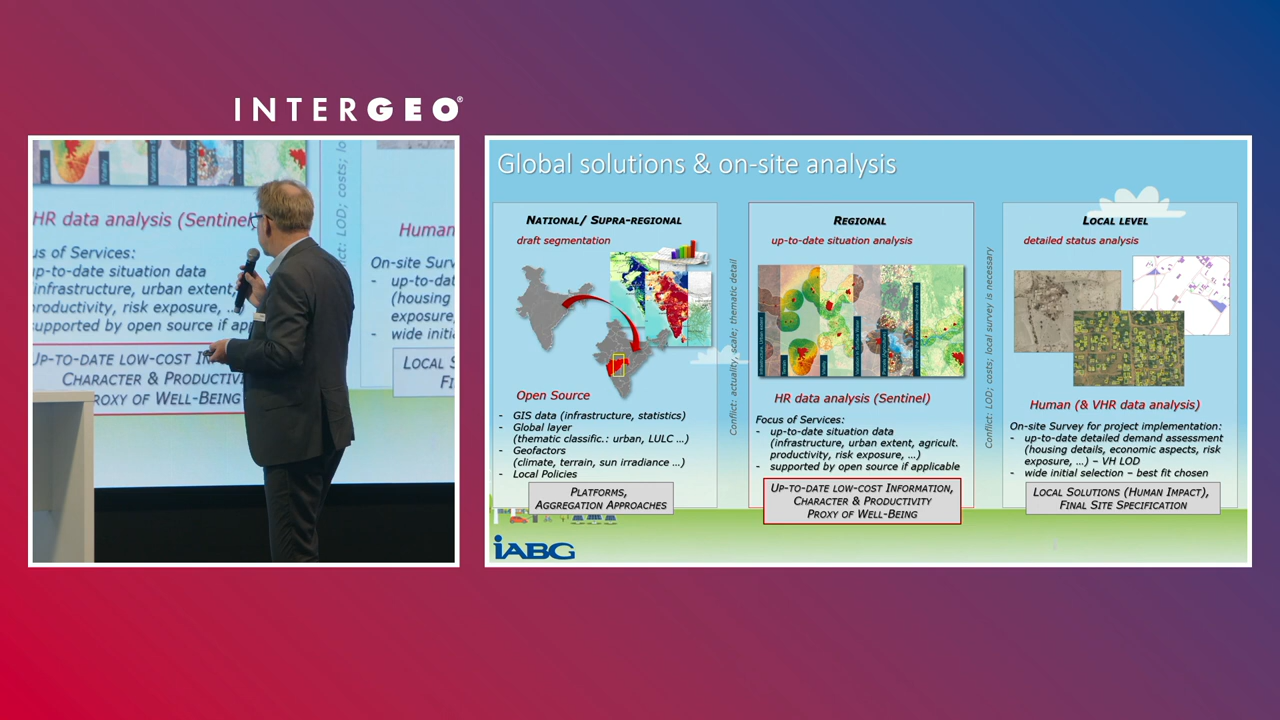 INTERGEO®
HR data analysis (Sentinel
us of Services:
up-to-date situation data
infrastructure, urban extent,
productivity, risk exposure, …
supported by open source if app
UP-TO-DATE LOW-COST IN
CHARACTER & PRODUCTIVI
PROXY OF WELL-BEING
ict: LOD; costs; lo
Human
On-site Surv
- up-to-dat
(housing
exposure,
- wide initi
LOCAL S
FI
Global solutions & on-site analysis
NATIONAL/ SUPRA-REGIONAL
draft segmentation
Open Source
- GIS data (infrastructure, statistics)
- Global layer
(thematic classific.: urban, LULC …)
- Geofactors
(climate, terrain, sun irradiance …)
- Local Policies
PLATFORMS,
AGGREGATION APPROACHES
Conflict: actuality, scale; thematic detail
REGIONAL
up-to-date situation analysis
HR data analysis (Sentinel)
Focus of Services:
- up-to-date situation data
(infrastructure, urban extent, agricult.
productivity, risk exposure, …)
- supported by open source if applicable
UP-TO-DATE LOW-COST INFORMATION,
CHARACTER & PRODUCTIVITY
PROXY OF WELL-BEING
Conflict: LOD; costs; local survey is necessary
LOCAL LEVEL
detailed status analysis
Human (& VHR data analysis)
On-site Survey for project implementation:
- up-to-date detailed demand assessment
(housing details, economic aspects, risk
exposure, …) – VH LOD
- wide initial selection – best fit chosen
LOCAL SOLUTIONS (HUMAN IMPACT),
FINAL SITE SPECIFICATION
iABG